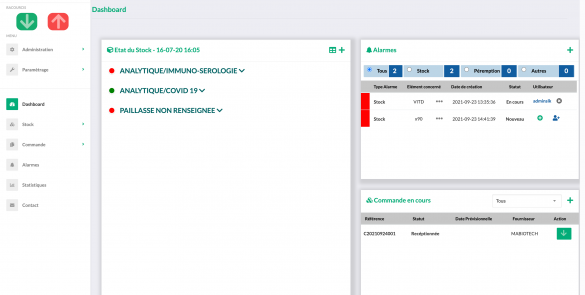 RACCOURCIS
MENU
Administration
Paramétrage
Dashboard
Stock
Commande
Alarmes
Statistiques
Contact
Dashboard
Etat du Stock - 16-07-20 16:05
ANALYTIQUE/IMMUNO-SEROLOGIE
ANALYTIQUE/COVID 19
PAILLASSE NON RENSEIGNEE
Alarmes
Tous 2 Stock 2 Péremption 0 Autres 0
Type Alarme Elément concerné Date de création Statut Utilisateur
Stock VITD *** 2021-09-23 13:35:36 En cours admiralk
Stock v90 *** 2021-09-23 14:41:39 Nouveau
Commande en cours Tous
Référence Statut Date Prévisionnelle Fournisseur Action
C20210924001 Recéptionnée MABIOTECH